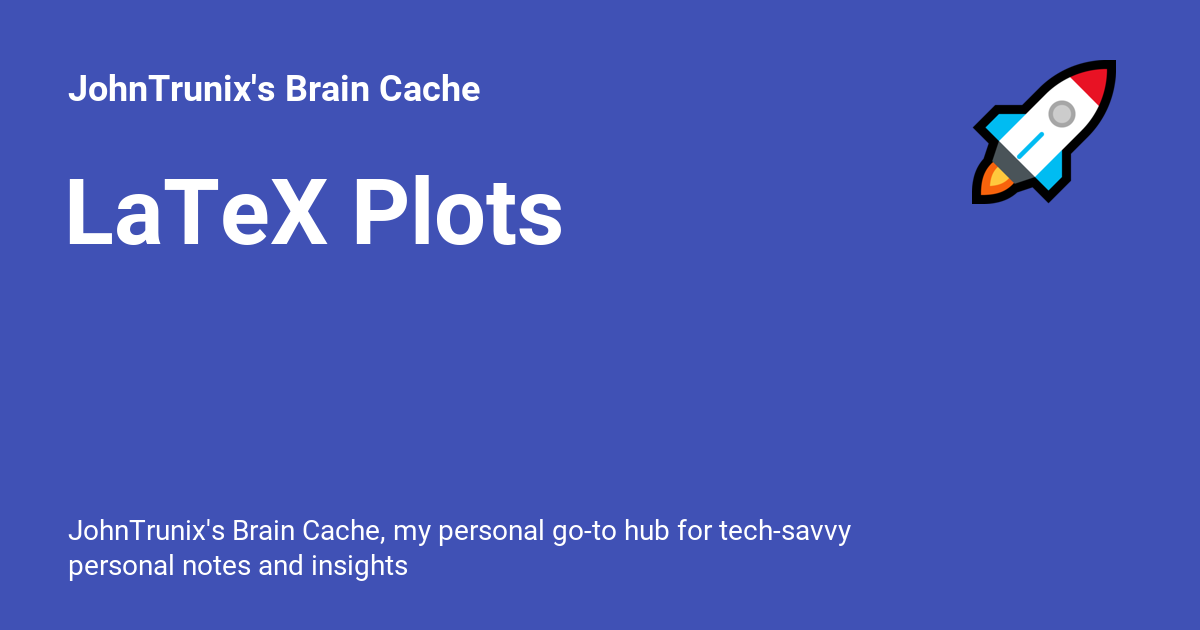 JohnTrunix's Brain Cache
LaTeX Plots
JohnTrunix's Brain Cache, my personal go-to hub for tech-savvy
personal notes and insights